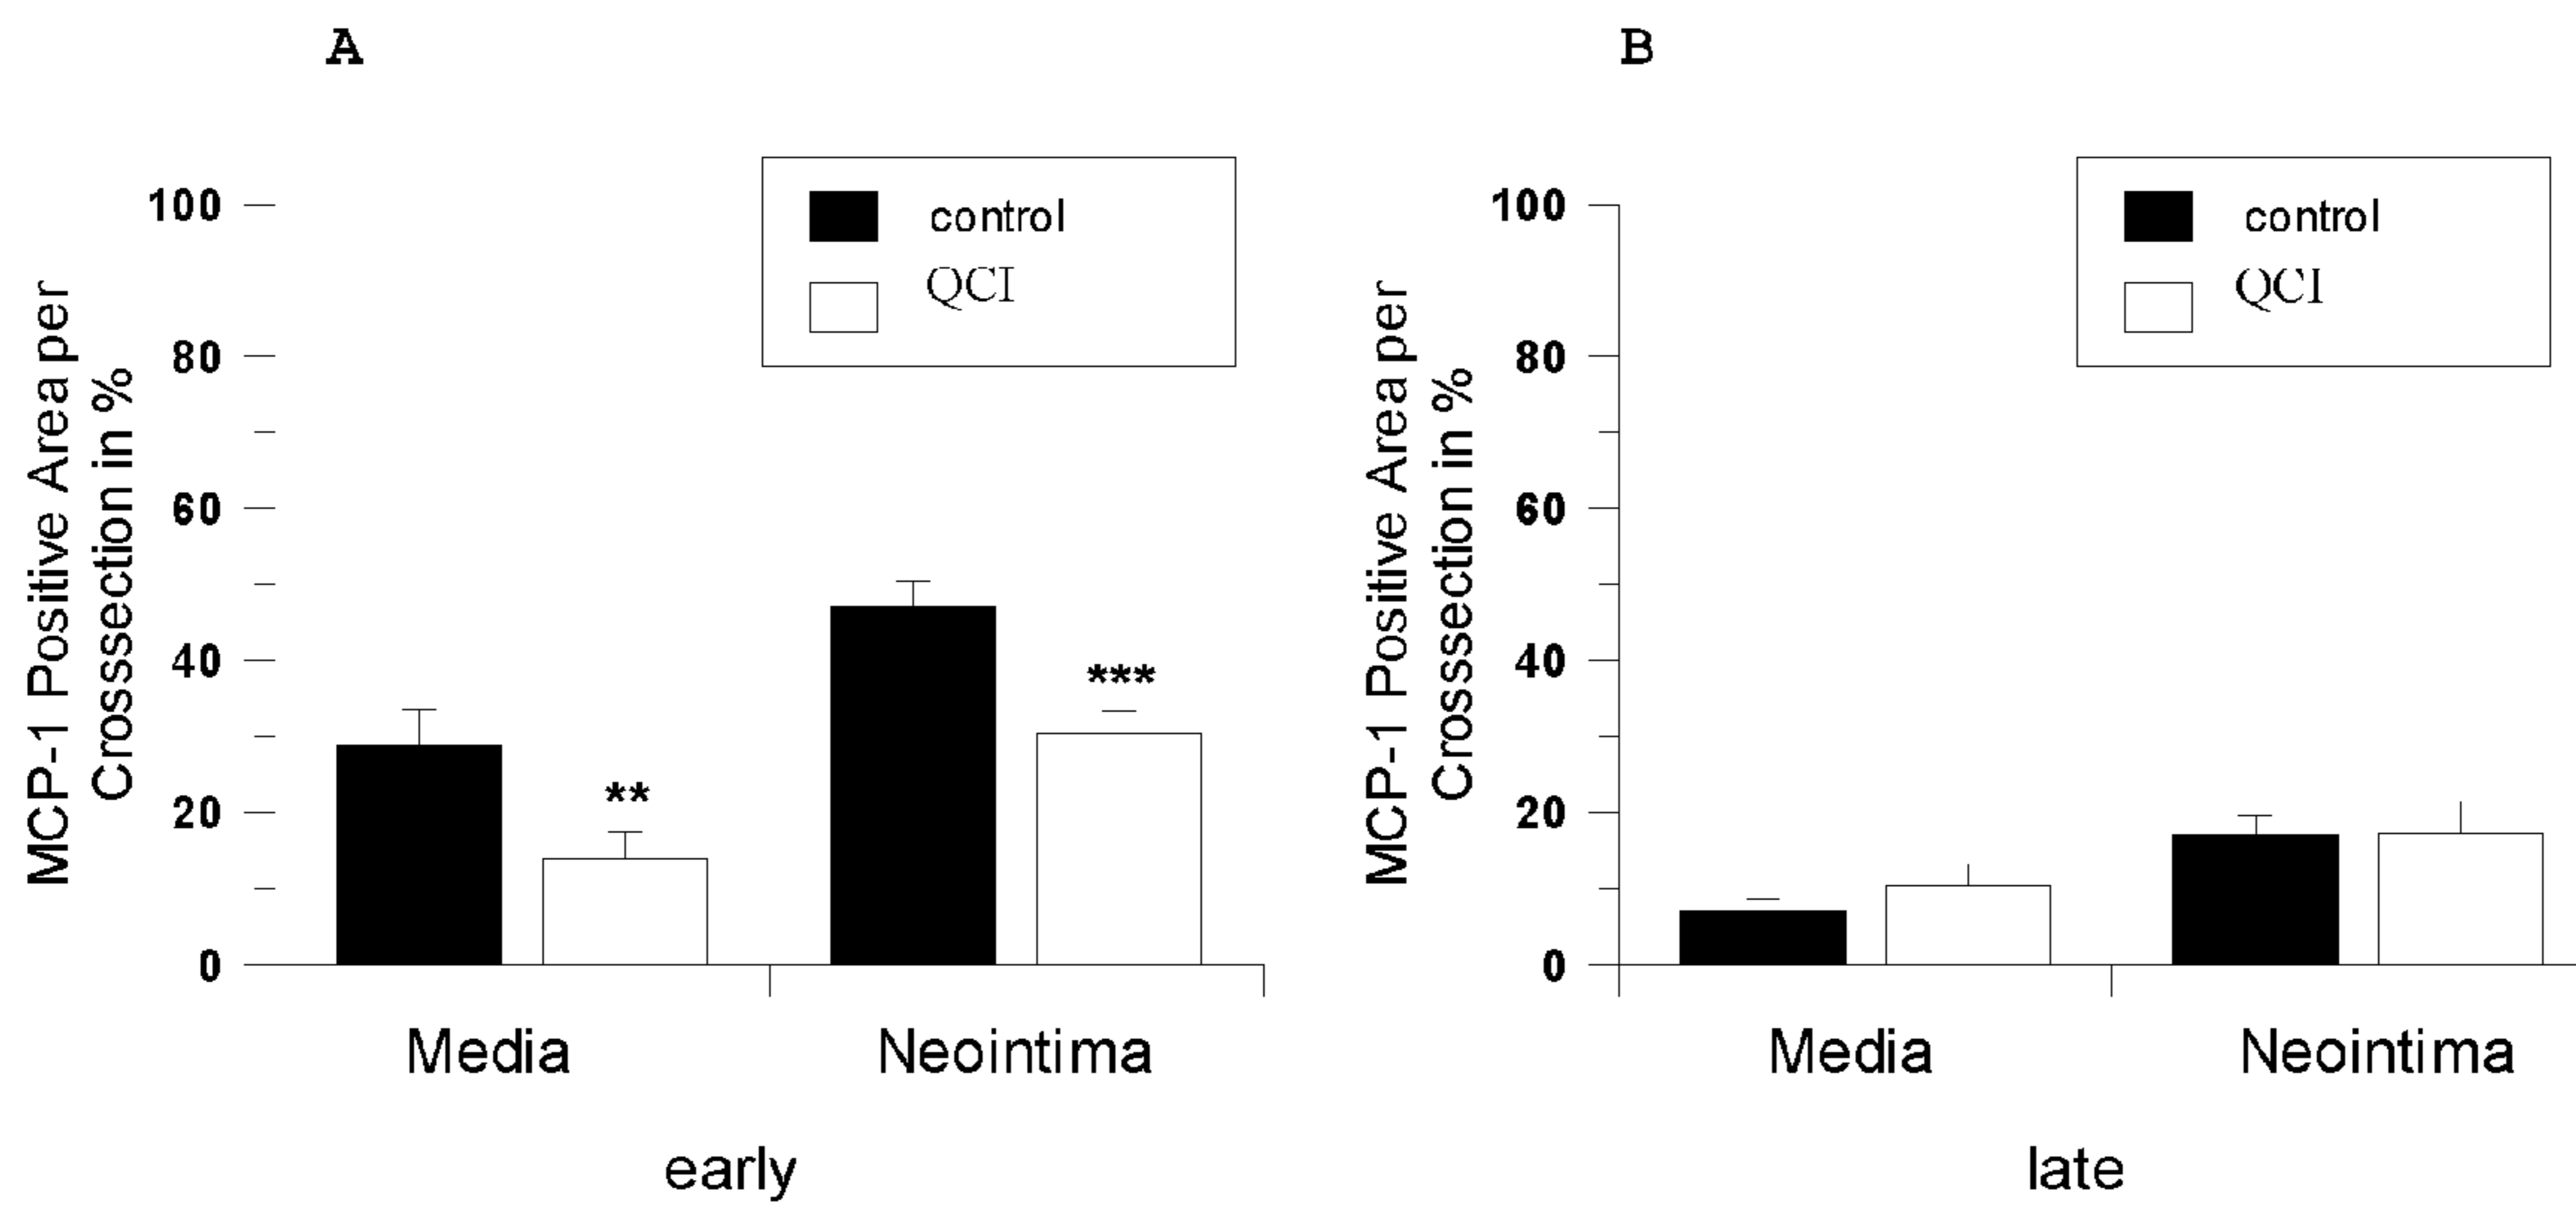 A
100
80
60
40
20
0
MCP-1 Positive Area per
Crosssection in %
control
QCI
**
***
Media
Neointima
early
B
100
80
60
40
20
0
MCP-1 Positive Area per
Crosssection in %
control
QCI
Media
Neointima
late